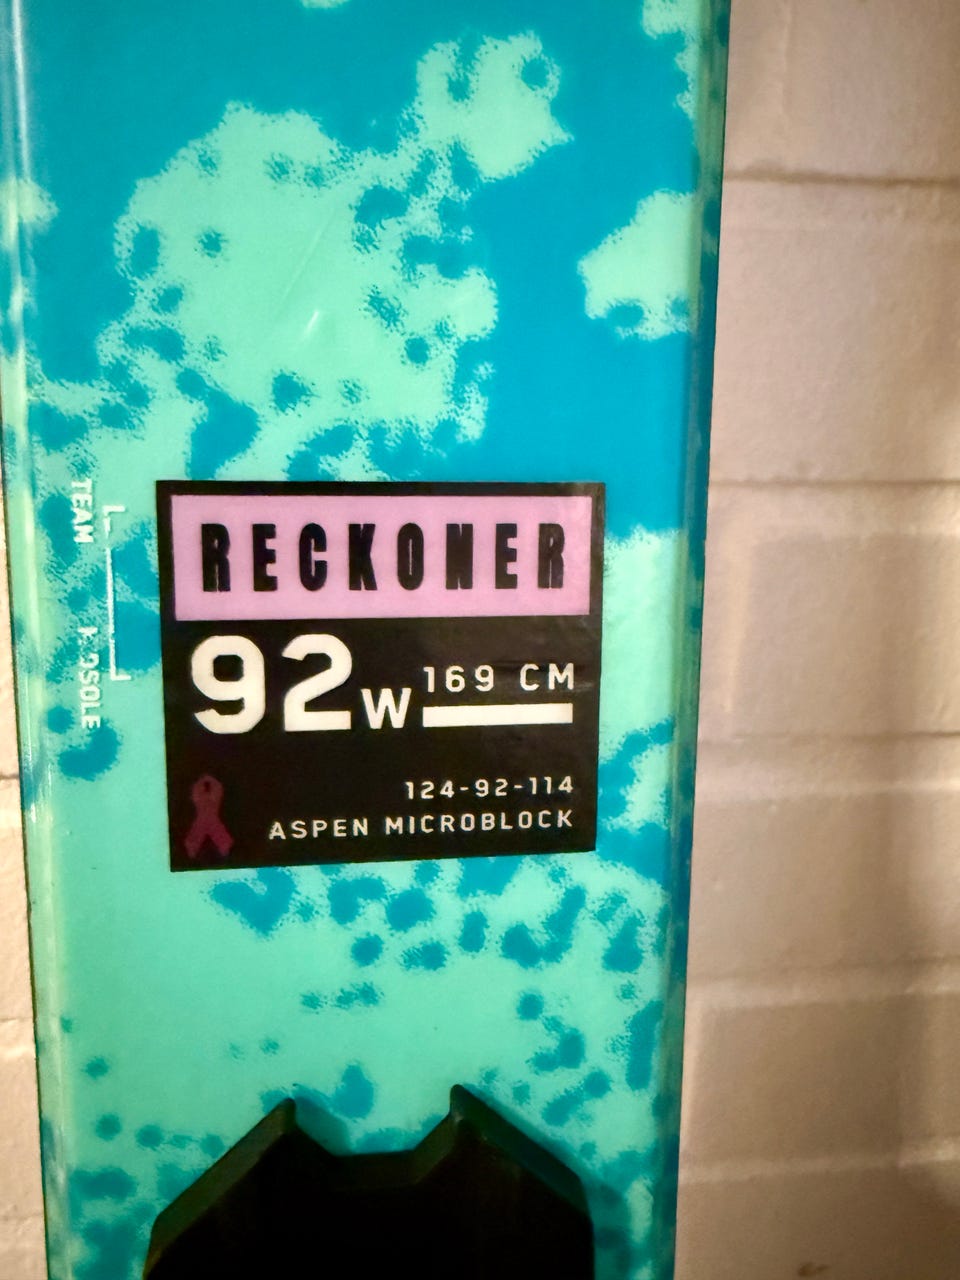 RECKONER
92W 169 CM
124-92-114
ASPEN MICROBLOCK
TEAM